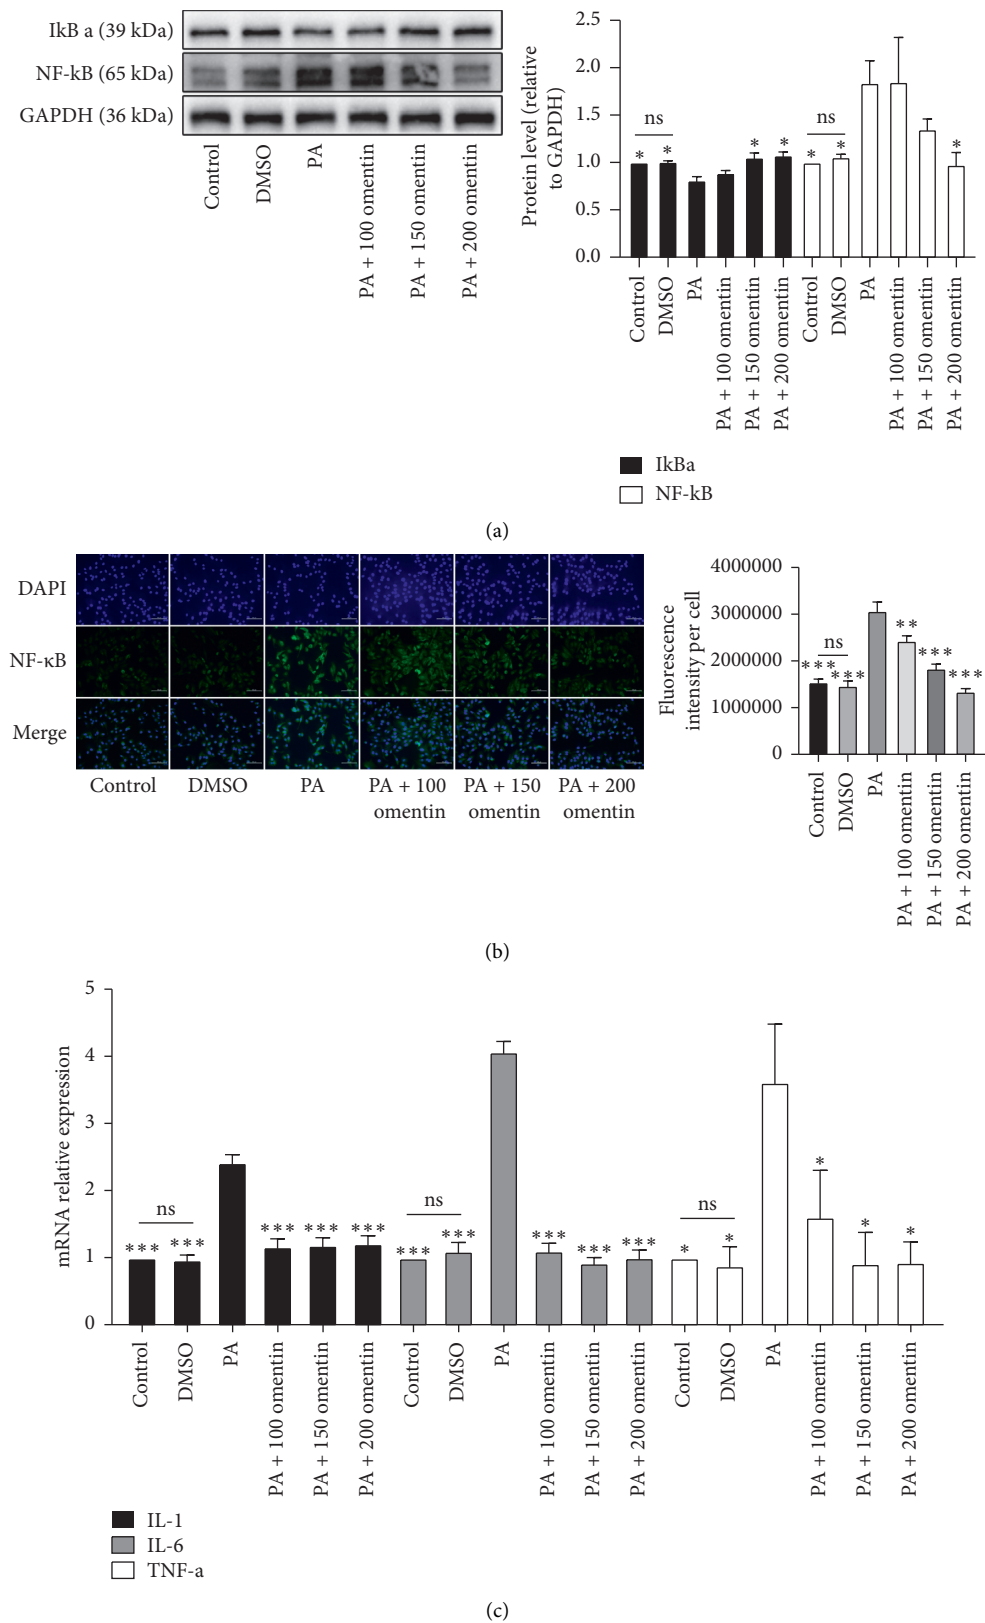 IkB a (39 kDa)
NF-kB (65 kDa)
GAPDH (36 kDa)
Control
DMSO
PA
PA + 100 omentin
PA + 150 omentin
PA + 200 omentin
Protein level (relative
to GAPDH)
2.5
2.0
1.5
1.0
0.5
0.0
ns
ns
*
*
*
*
*
*
*
Control
DMSO
PA
PA + 100 omentin
PA + 150 omentin
PA + 200 omentin
Control
DMSO
PA
PA + 100 omentin
PA + 150 omentin
PA + 200 omentin
IkBa
NF-kB
(a)
DAPI
NF-κB
Merge
Control
DMSO
PA
PA + 100
omentin
PA + 150
omentin
PA + 200
omentin
Fluorescence
intensity per cell
4000000
3000000
2000000
1000000
0
ns
***
***
**
***
***
Control
DMSO
PA
PA + 100 omentin
PA + 150 omentin
PA + 200 omentin
(b)
mRNA relative expression
5
4
3
2
1
0
ns
***
***
***
***
***
ns
***
***
***
***
***
ns
*
*
*
*
*
Control
DMSO
PA
PA + 100 omentin
PA + 150 omentin
PA + 200 omentin
Control
DMSO
PA
PA + 100 omentin
PA + 150 omentin
PA + 200 omentin
Control
DMSO
PA
PA + 100 omentin
PA + 150 omentin
PA + 200 omentin
IL-1
IL-6
TNF-a
(c)